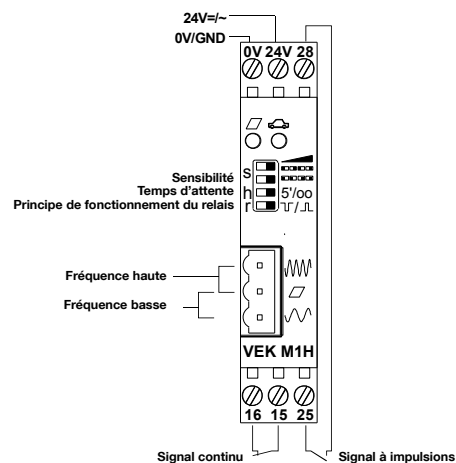 24V=/~
0V/GND
0V 24V 28
Sensibilité
Temps d'attente
Principe de fonctionnement du relais
s
h 5'/oo
r
Fréquence haute
Fréquence basse
VEK M1H
16 15 25
Signal continu
Signal à impulsions